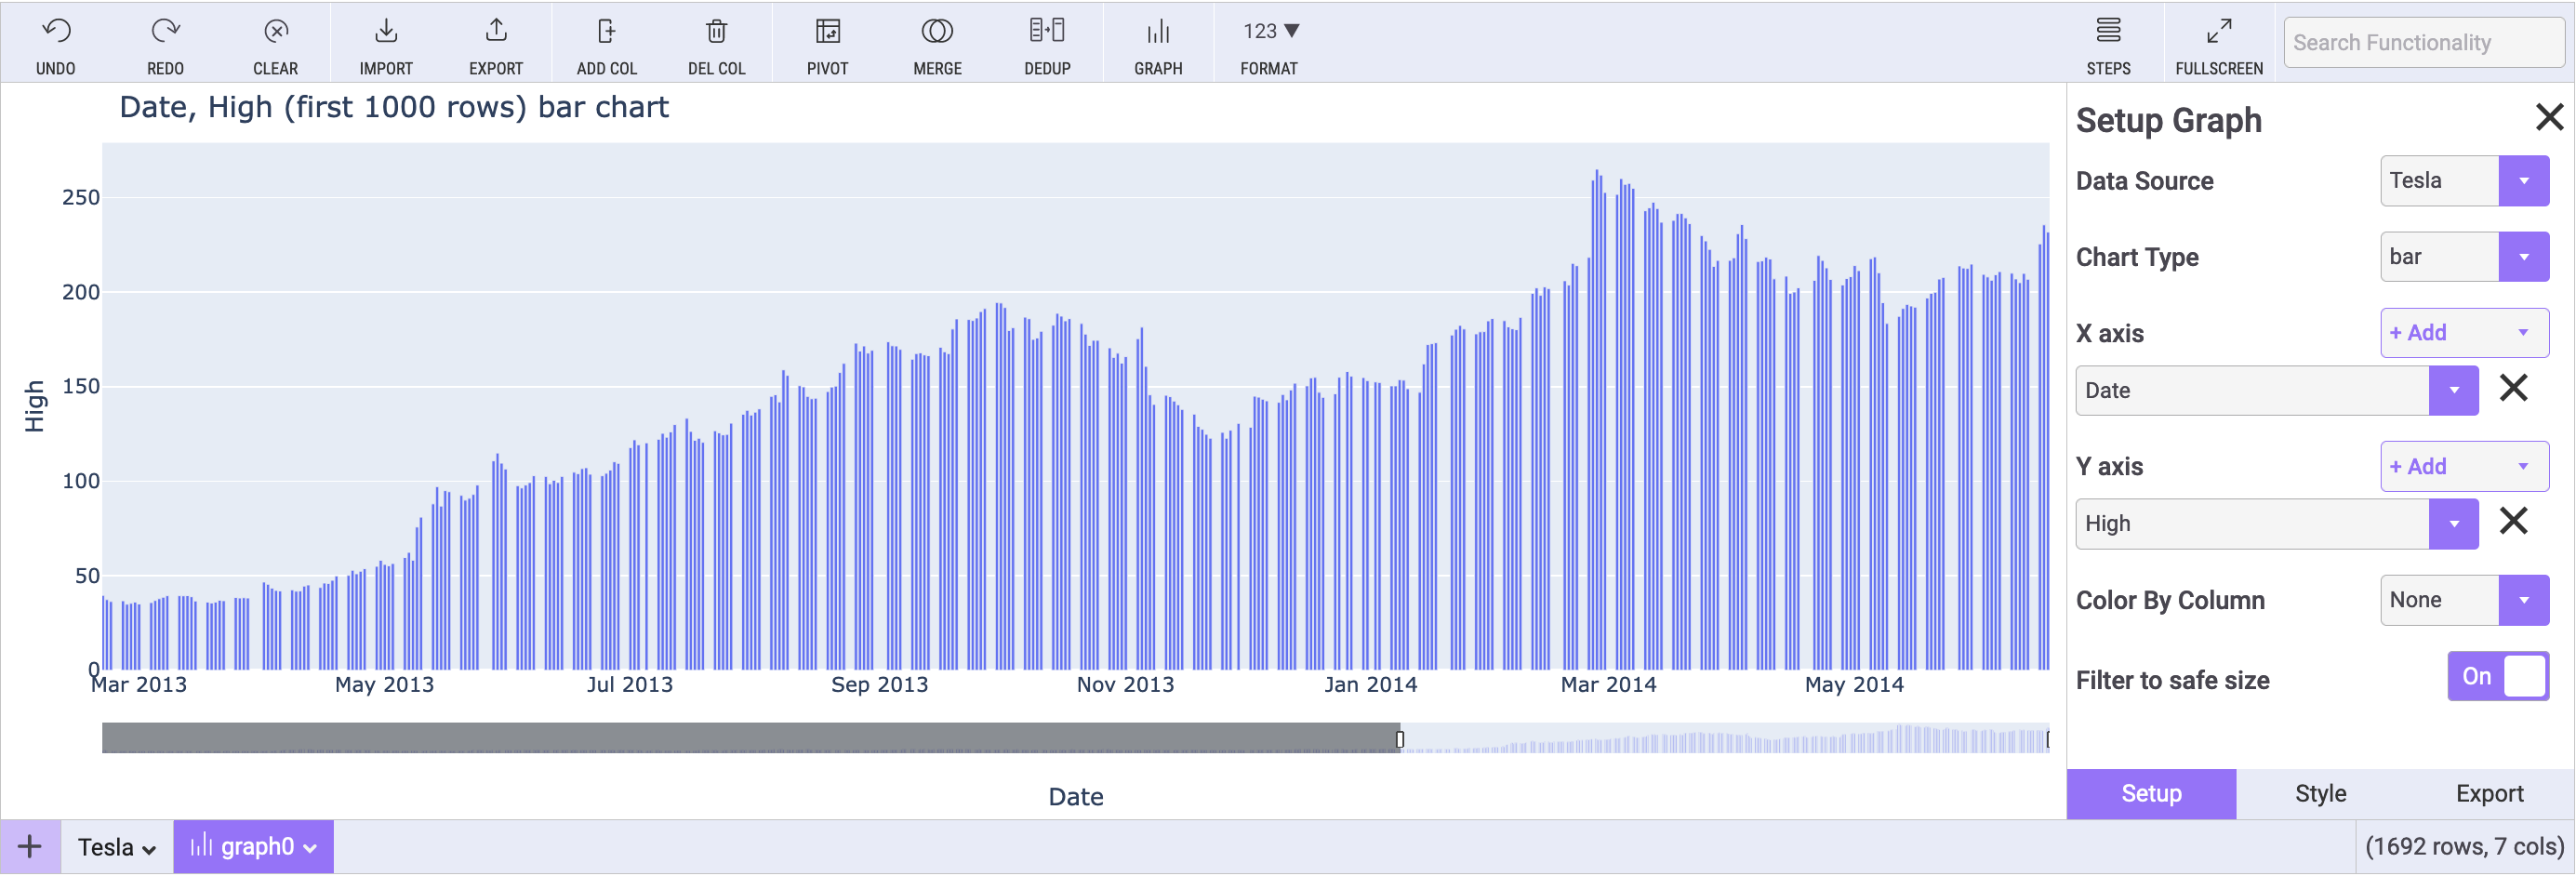 UNDO REDO CLEAR IMPORT EXPORT ADD COL DEL COL PIVOT MERGE DEDUP GRAPH 123 ▼ FORMAT STEPS FULLSCREEN Search Functionality
Date, High (first 1000 rows) bar chart
250
200
150
100
50
0
High
Mar 2013 May 2013 Jul 2013 Sep 2013 Nov 2013 Jan 2014 Mar 2014 May 2014
Date
Setup Graph
Data Source Tesla
Chart Type bar
X axis + Add
Date
Y axis + Add
High
Color By Column None
Filter to safe size On
Setup Style Export
+ Tesla graph0 (1692 rows, 7 cols)